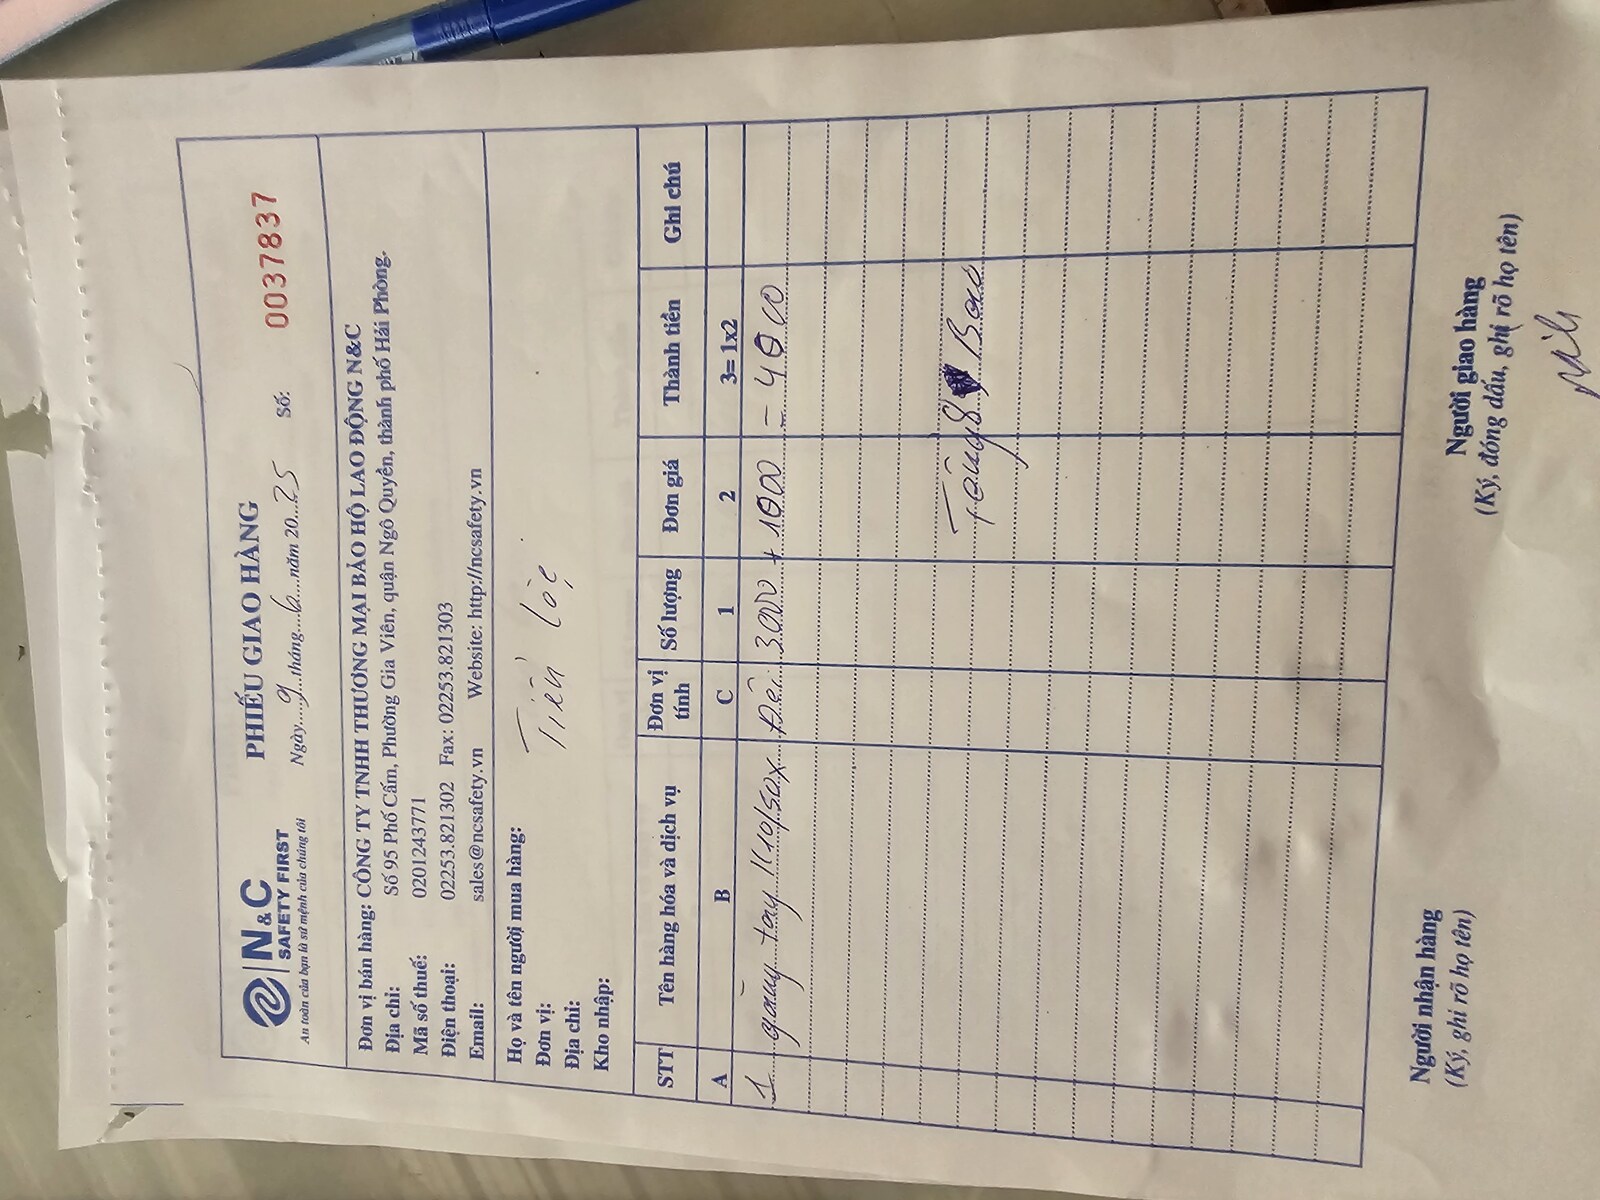 N&C
SAFETY FIRST
An toàn của bạn là sứ mệnh của chúng tôi
PHIẾU GIAO HÀNG
Ngày...9...tháng...6...năm 20...25 Số: 0037837
Đơn vị bán hàng: CÔNG TY TNHH THƯƠNG MẠI BẢO HỘ LAO ĐỘNG N&C
Địa chỉ: Số 95 Phố Cấm, Phường Gia Viên, quận Ngô Quyền, thành phố Hải Phòng.
Mã số thuế: 0201243771
Điện thoại: 02253.821302 Fax: 02253.821303
Email: sales@ncsafety.vn Website: http://ncsafety.vn
Họ và tên người mua hàng:
Tiến Lộc
Đơn vị:
Địa chỉ:
Kho nhập:
STT Tên hàng hóa và dịch vụ Đơn vị tính Số lượng Đơn giá Thành tiền Ghi chú
A B C 1 2 3= 1x2
1 găng tay K10/50x Đôi 3000 + 1000 = 4000
8 Bao
Người nhận hàng
(Ký, ghi rõ họ tên)
Người giao hàng
(Ký, đóng dấu, ghi rõ họ tên)